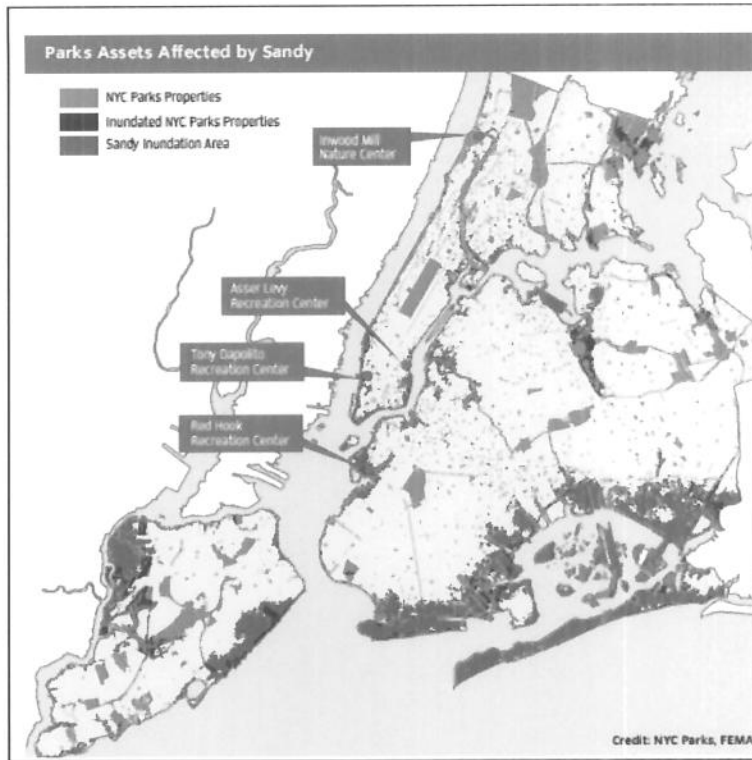 Parks Assets Affected by Sandy
NYC Parks Properties
Inundated NYC Parks Properties
Sandy Inundation Area
Inwood Mill
Nature Center
Asser Levy
Recreation Center
Tony Dapolito
Recreation Center
Red Hook
Recreation Center
Credit: NYC Parks, FEMA